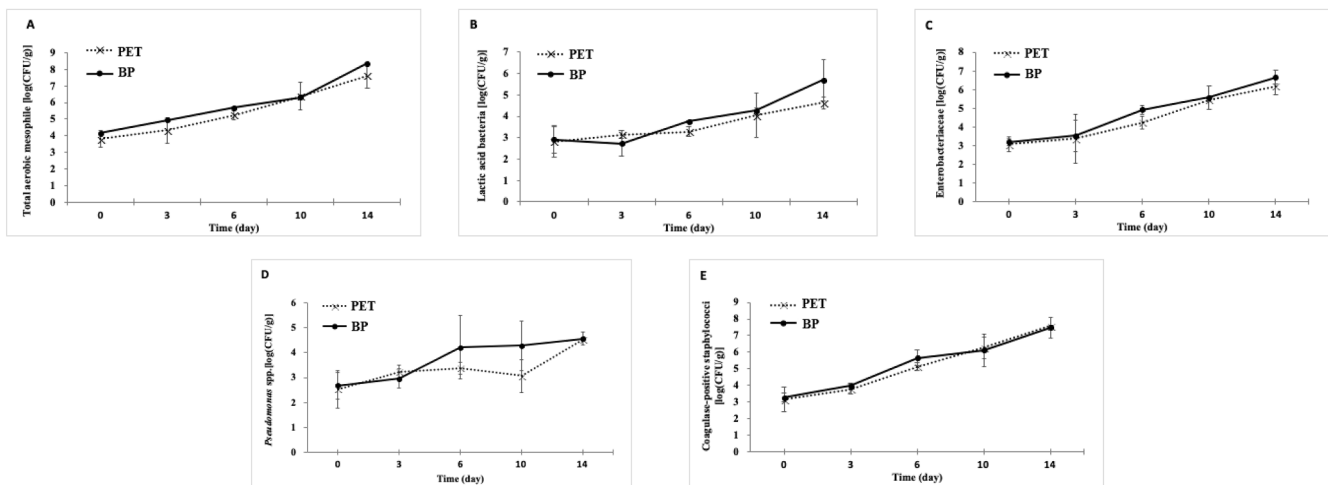 A
Total aerobic mesophile [log(CFU/g)]
9
8
7
6
5
4
3
2
1
0
PET
BP
0 3 6 10 14
Time (day)
B
Lactic acid bacteria [log(CFU/g)]
7
6
5
4
3
2
1
0
PET
BP
0 3 6 10 14
Time (day)
C
Enterobacteriaceae [log(CFU/g)]
8
7
6
5
4
3
2
1
0
PET
BP
0 3 6 10 14
Time (day)
D
Pseudomonas spp.[log(CFU/g)]
6
5
4
3
2
1
0
PET
BP
0 3 6 10 14
Time (day)
E
Coagulase-positive staphylococci
[log(CFU/g)]
9
8
7
6
5
4
3
2
1
0
PET
BP
0 3 6 10 14
Time (day)